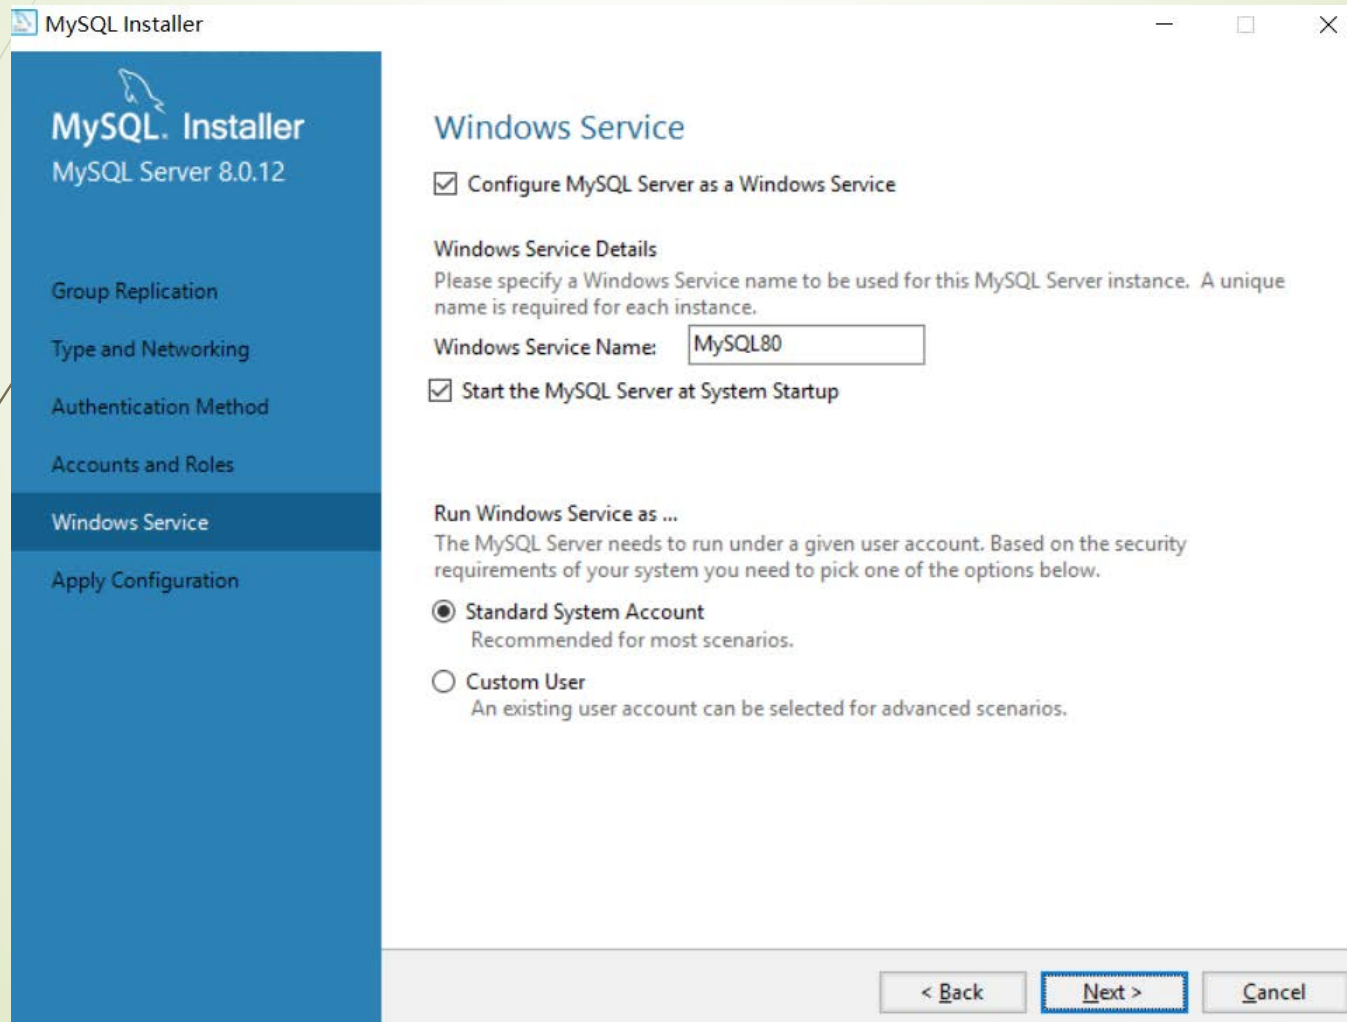 MySQL Installer
MySQL. Installer
MySQL Server 8.0.12
Group Replication
Type and Networking
Authentication Method
Accounts and Roles
Windows Service
Apply Configuration
Windows Service
Configure MySQL Server as a Windows Service
Windows Service Details
Please specify a Windows Service name to be used for this MySQL Server instance. A unique
name is required for each instance.
Windows Service Name: MySQL80
Start the MySQL Server at System Startup
Run Windows Service as ...
The MySQL Server needs to run under a given user account. Based on the security
requirements of your system you need to pick one of the options below.
Standard System Account
Recommended for most scenarios.
Custom User
An existing user account can be selected for advanced scenarios.
< Back Next > Cancel